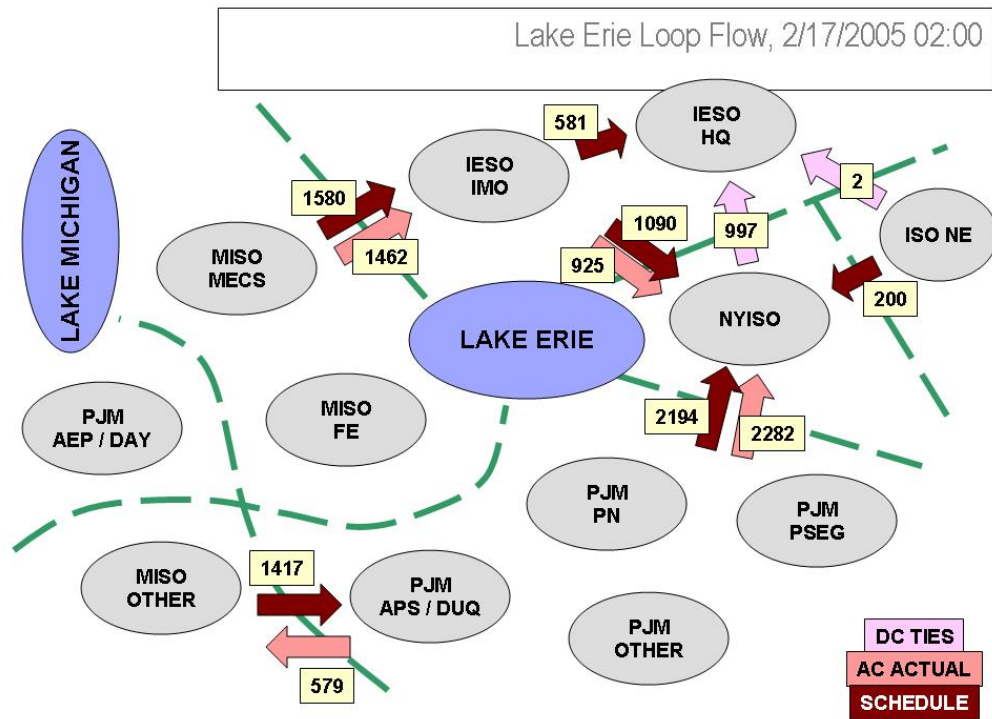 Lake Erie Loop Flow, 2/17/2005 02:00
LAKE MICHIGAN
581
IESO
HQ
IESO
IMO
1580
1462
1090
925
997
2
ISO NE
200
MISO
MECS
LAKE ERIE
NYISO
PJM
AEP / DAY
MISO
FE
2194
2282
PJM
PN
PJM
PSEG
MISO
OTHER
1417
PJM
APS / DUQ
579
PJM
OTHER
DC TIES
AC ACTUAL
SCHEDULE